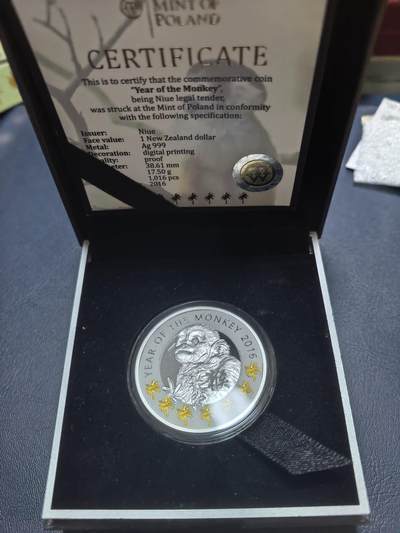 MINT OF
POLAND
CERTIFICATE
This is to certify that the commemorative coin
"Year of the Monkey",
being Niue legal tender,
was struck at the Mint of Poland in conformity
with the following specification:
Issuer: Niue
Face value: 1 New Zealand dollar
Metal: Ag 999
digital printing
proof
38.61 mm
17.50 g
1,016 pcs
2016
YEAR OF THE MONKEY 2016